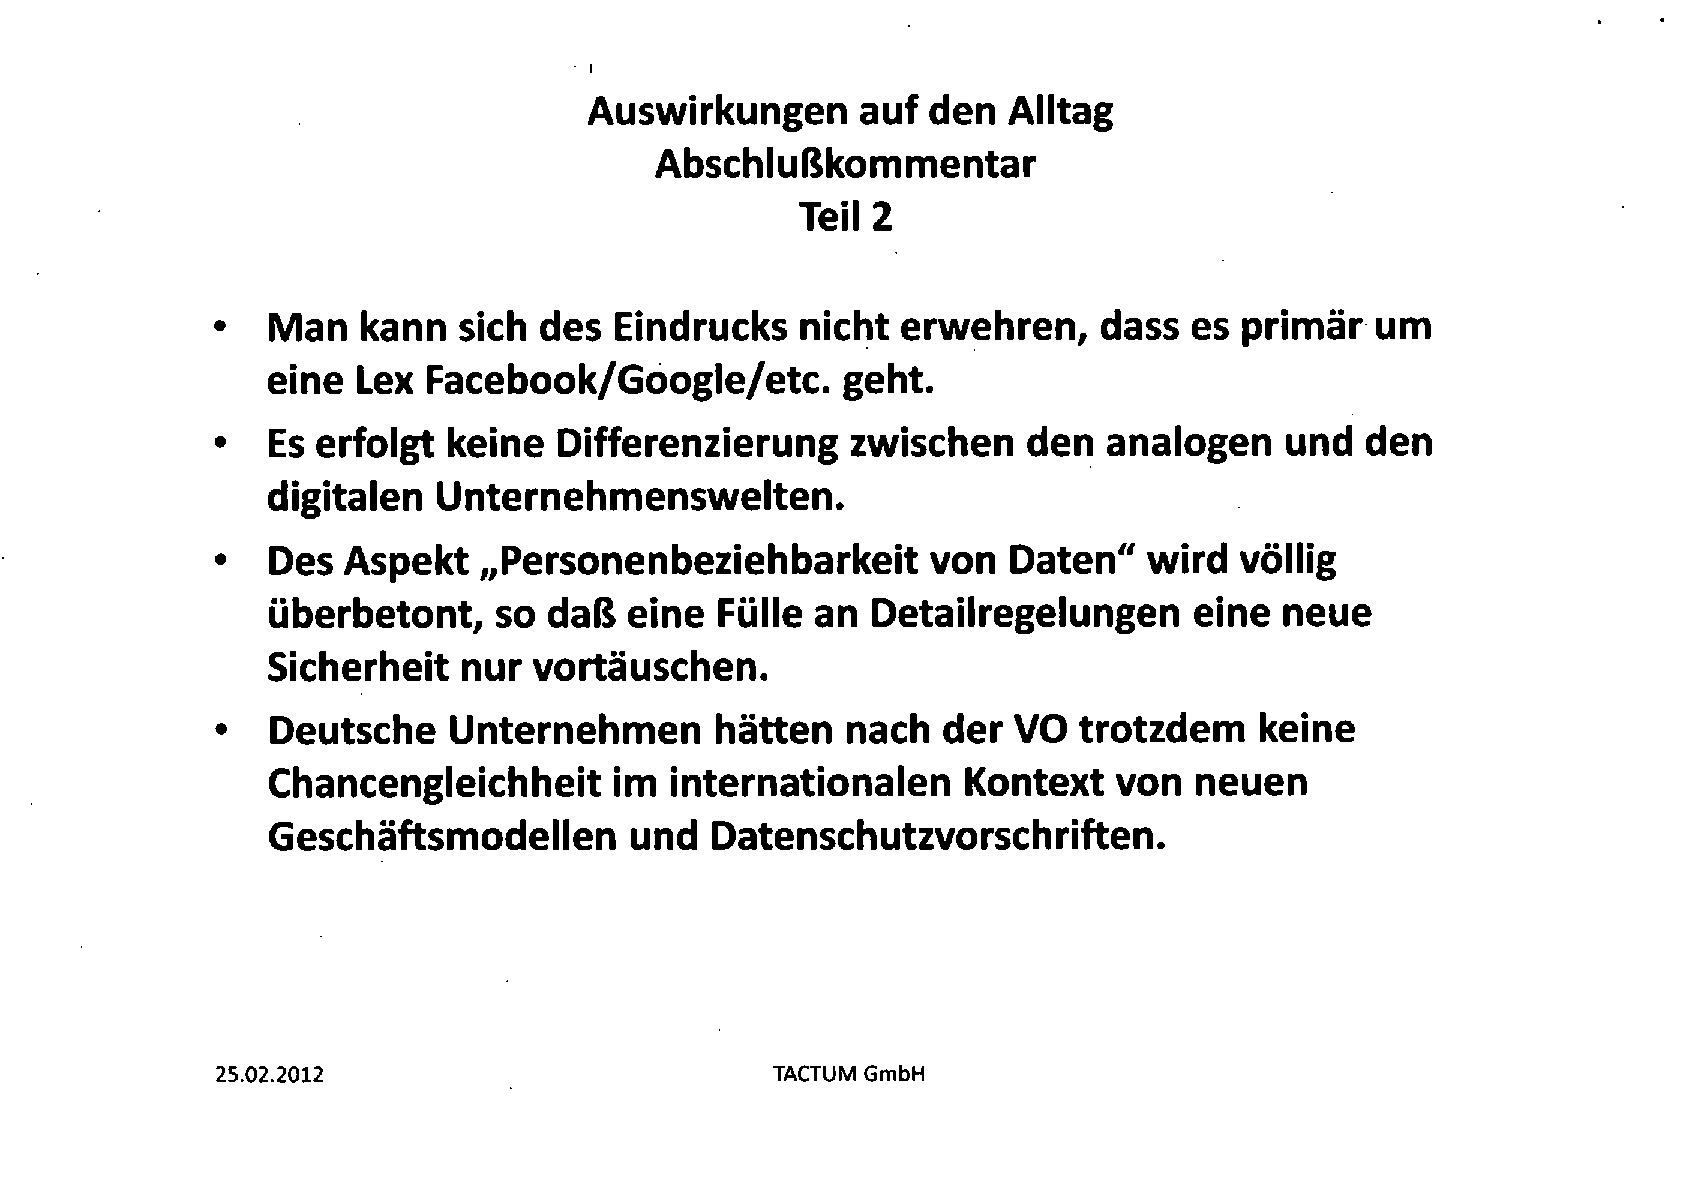 Auswirkungen auf den Alltag
Abschlußkommentar
Teil 2
• Man kann sich des Eindrucks nicht erwehren, dass es primär um
eine Lex Facebook/Google/etc. geht.
• Es erfolgt keine Differenzierung zwischen den analogen und den
digitalen Unternehmenswelten.
• Des Aspekt „Personenbeziehbarkeit von Daten“ wird völlig
überbetont, so daß eine Fülle an Detailregelungen eine neue
Sicherheit nur vortäuschen.
• Deutsche Unternehmen hätten nach der VO trotzdem keine
Chancengleichheit im internationalen Kontext von neuen
Geschäftsmodellen und Datenschutzvorschriften.
25.02.2012
TACTUM GmbH